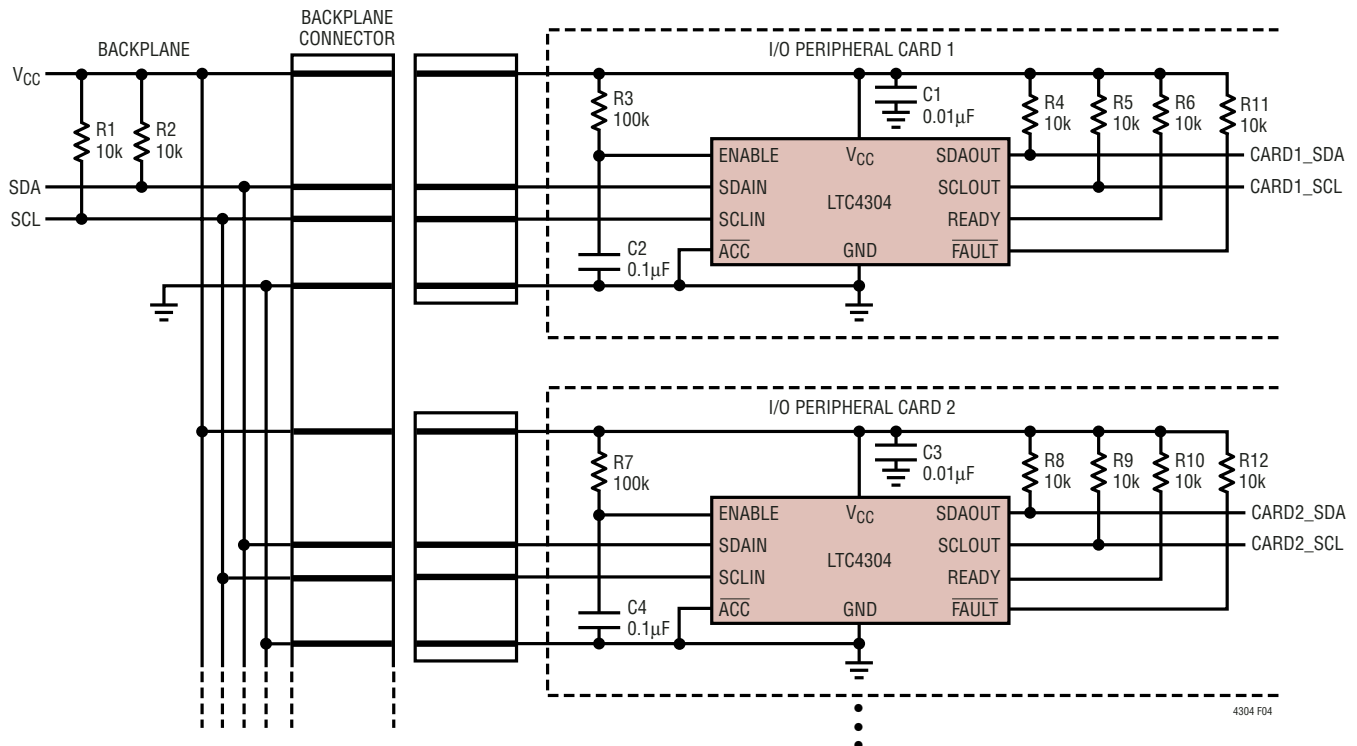 BACKPLANE
CONNECTOR
BACKPLANE
VCC
R1
10k
R2
10k
SDA
SCL
I/O PERIPHERAL CARD 1
R3
100k
C1
0.01μF
R4
10k
R5
10k
R6
10k
R11
10k
ENABLE
VCC
SDAOUT
CARD1_SDA
SDAIN
SCLOUT
CARD1_SCL
LTC4304
SCLIN
READY
ACC
GND
FAULT
C2
0.1μF
I/O PERIPHERAL CARD 2
R7
100k
C3
0.01μF
R8
10k
R9
10k
R10
10k
R12
10k
ENABLE
VCC
SDAOUT
CARD2_SDA
SDAIN
SCLOUT
CARD2_SCL
LTC4304
SCLIN
READY
ACC
GND
FAULT
C4
0.1μF
4304 F04